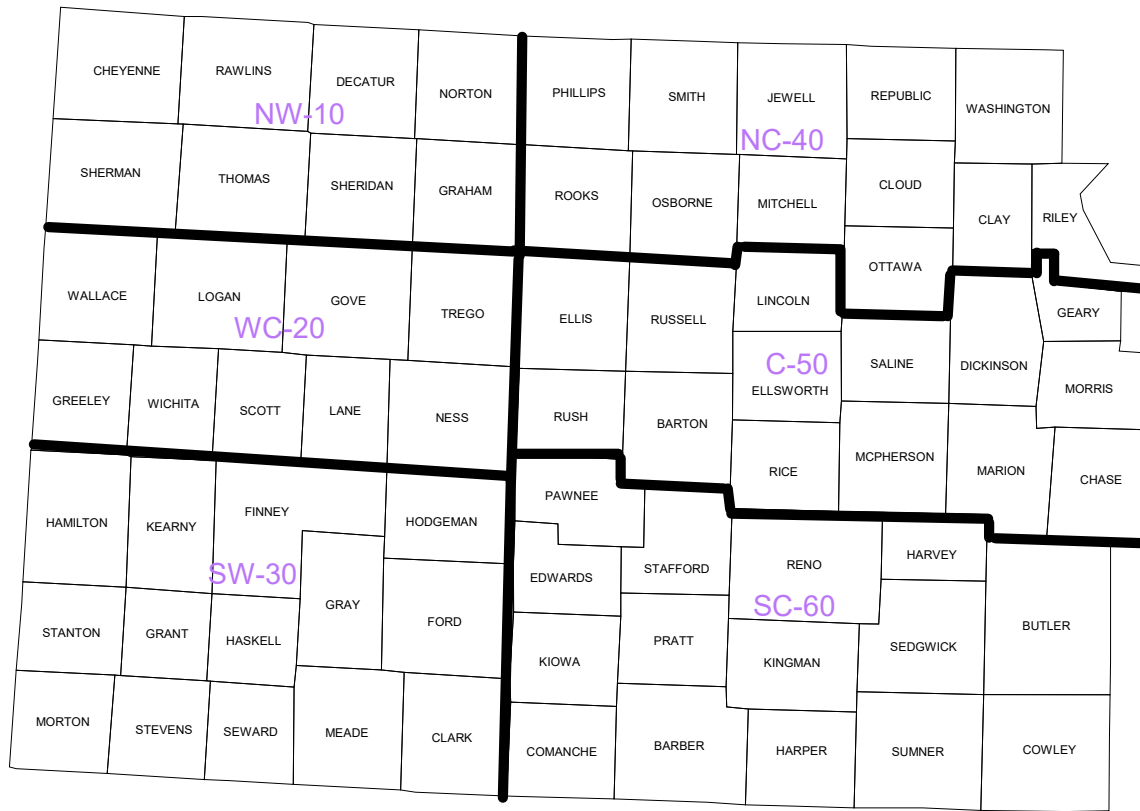 CHEYENNE
RAWLINS
DECATUR
NORTON
PHILLIPS
SMITH
JEWELL
REPUBLIC
WASHINGTON
NW-10
NC-40
SHERMAN
THOMAS
SHERIDAN
GRAHAM
ROOKS
OSBORNE
MITCHELL
CLOUD
CLAY
RILEY
OTTAWA
WALLACE
LOGAN
GOVE
TREGO
ELLIS
RUSSELL
LINCOLN
GEARY
WC-20
C-50
SALINE
DICKINSON
MORRIS
GREELEY
WICHITA
SCOTT
LANE
NESS
RUSH
BARTON
ELLSWORTH
RICE
MCPHERSON
MARION
CHASE
HAMILTON
KEARNY
FINNEY
HODGEMAN
PAWNEE
SW-30
EDWARDS
STAFFORD
RENO
HARVEY
SC-60
STANTON
GRANT
HASKELL
GRAY
FORD
KIOWA
PRATT
KINGMAN
SEDGWICK
BUTLER
MORTON
STEVENS
SEWARD
MEADE
CLARK
COMANCHE
BARBER
HARPER
SUMNER
COWLEY